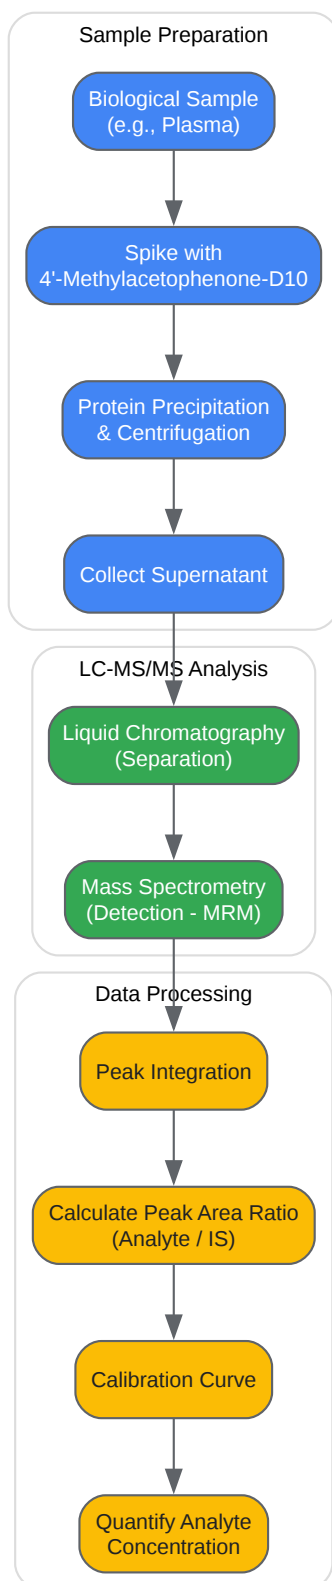 Sample Preparation
Biological Sample
(e.g., Plasma)
Spike with
4'-Methylacetophenone-D10
Protein Precipitation
& Centrifugation
Collect Supernatant
LC-MS/MS Analysis
Liquid Chromatography
(Separation)
Mass Spectrometry
(Detection - MRM)
Data Processing
Peak Integration
Calculate Peak Area Ratio
(Analyte / IS)
Calibration Curve
Quantify Analyte
Concentration